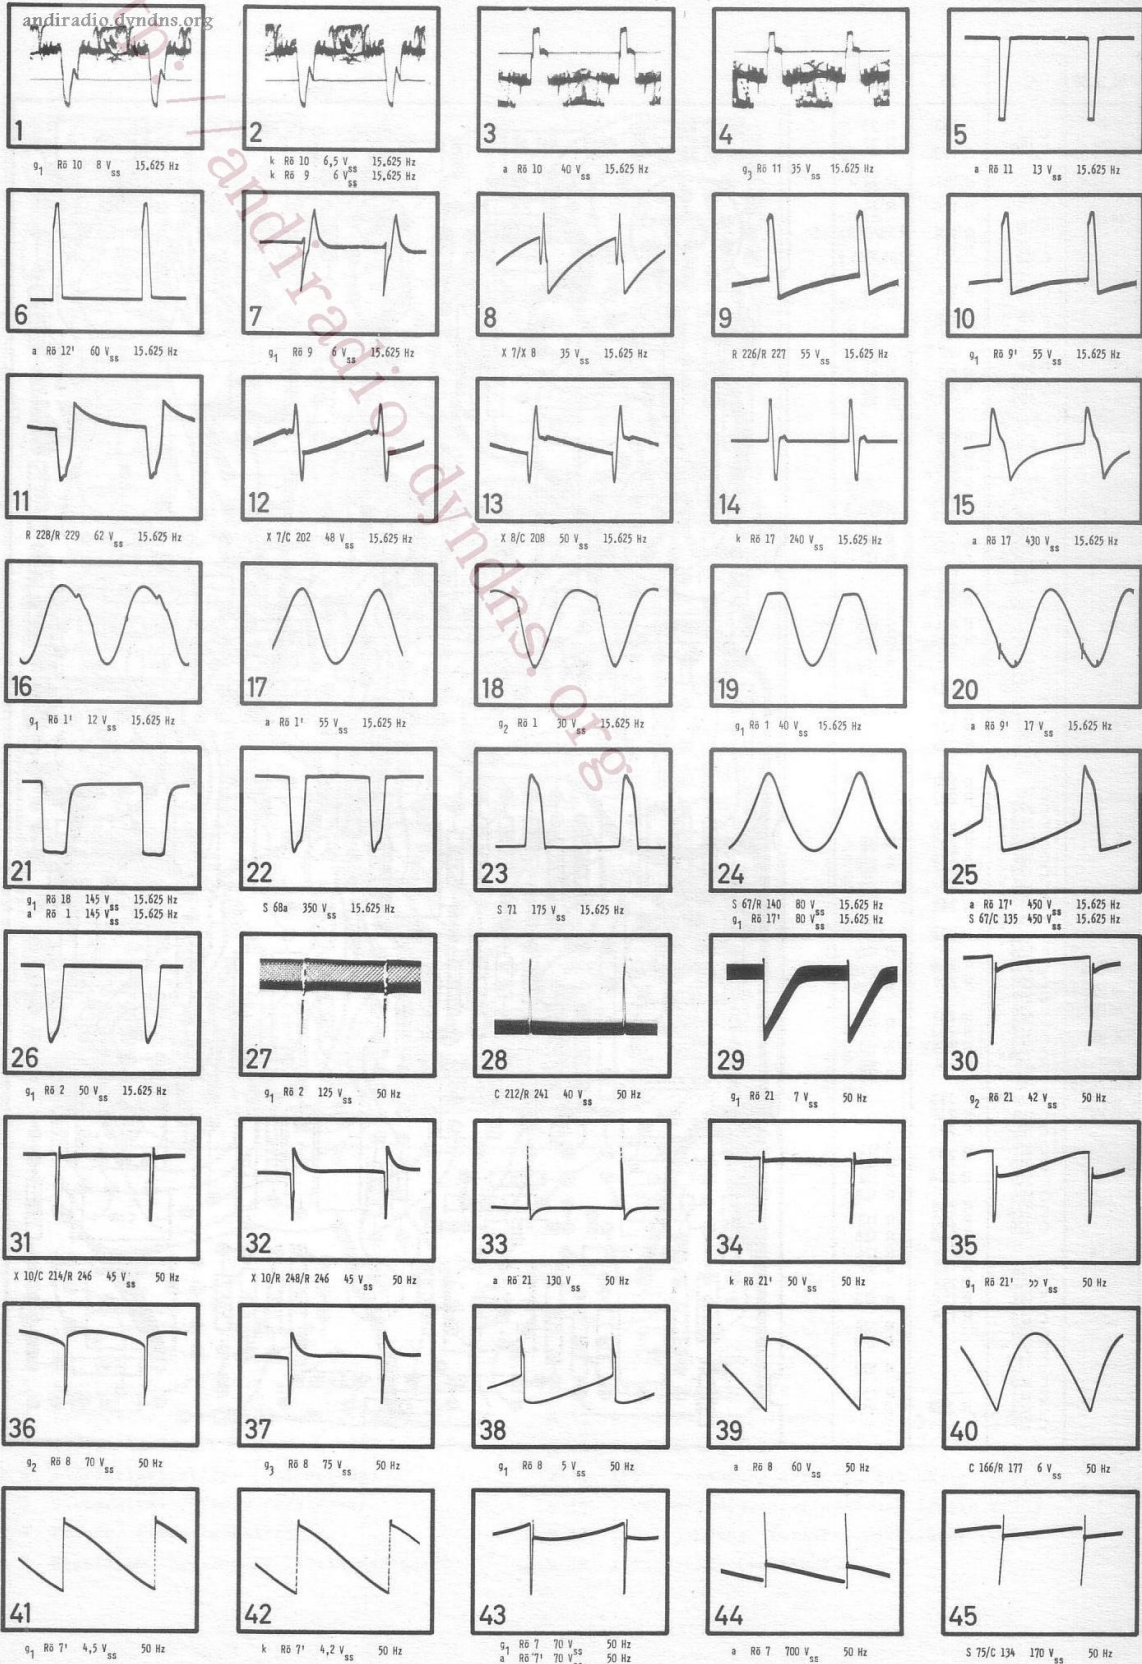 andiradio.dyndns.org
http://andiradio.dyndns.org
1
g1 Rö 10 8 Vss 15.625 Hz
2
k Rö 10 6,5 Vss 15.625 Hz
k Rö 9 6 Vss 15.625 Hz
3
a Rö 10 40 Vss 15.625 Hz
4
g3 Rö 11 35 Vss 15.625 Hz
5
a Rö 11 13 Vss 15.625 Hz
6
a Rö 12' 60 Vss 15.625 Hz
7
g1 Rö 9 6 Vss 15.625 Hz
8
X 7/X 8 35 Vss 15.625 Hz
9
R 226/R 227 55 Vss 15.625 Hz
10
g1 Rö 9' 55 Vss 15.625 Hz
11
R 228/R 229 62 Vss 15.625 Hz
12
X 7/C 202 48 Vss 15.625 Hz
13
X 8/C 208 50 Vss 15.625 Hz
14
k Rö 17 240 Vss 15.625 Hz
15
a Rö 17 430 Vss 15.625 Hz
16
g1 Rö 1' 12 Vss 15.625 Hz
17
a Rö 1' 55 Vss 15.625 Hz
18
g2 Rö 1 30 Vss 15.625 Hz
19
g1 Rö 1 40 Vss 15.625 Hz
20
a Rö 9' 17 Vss 15.625 Hz
21
g1 Rö 18 145 Vss 15.625 Hz
a Rö 1 145 Vss 15.625 Hz
22
S 68a 350 Vss 15.625 Hz
23
S 71 175 Vss 15.625 Hz
24
S 67/R 140 80 Vss 15.625 Hz
g1 Rö 17' 80 Vss 15.625 Hz
25
a Rö 17' 450 Vss 15.625 Hz
S 67/C 135 450 Vss 15.625 Hz
26
g1 Rö 2 50 Vss 15.625 Hz
27
g1 Rö 2 125 Vss 50 Hz
28
C 212/R 241 40 Vss 50 Hz
29
g1 Rö 21 7 Vss 50 Hz
30
g2 Rö 21 42 Vss 50 Hz
31
X 10/C 214/R 246 45 Vss 50 Hz
32
X 10/R 248/R 246 45 Vss 50 Hz
33
a Rö 21 130 Vss 50 Hz
34
k Rö 21' 50 Vss 50 Hz
35
g1 Rö 21' Vss 50 Hz
36
g2 Rö 8 70 Vss 50 Hz
37
g3 Rö 8 75 Vss 50 Hz
38
g1 Rö 8 5 Vss 50 Hz
39
a Rö 8 60 Vss 50 Hz
40
C 166/R 177 6 Vss 50 Hz
41
g1 Rö 7' 4,5 Vss 50 Hz
42
k Rö 7' 4,2 Vss 50 Hz
43
g1 Rö 7 70 Vss 50 Hz
a Rö 7' 70 Vss 50 Hz
44
a Rö 7 700 Vss 50 Hz
45
S 75/C 134 170 Vss 50 Hz